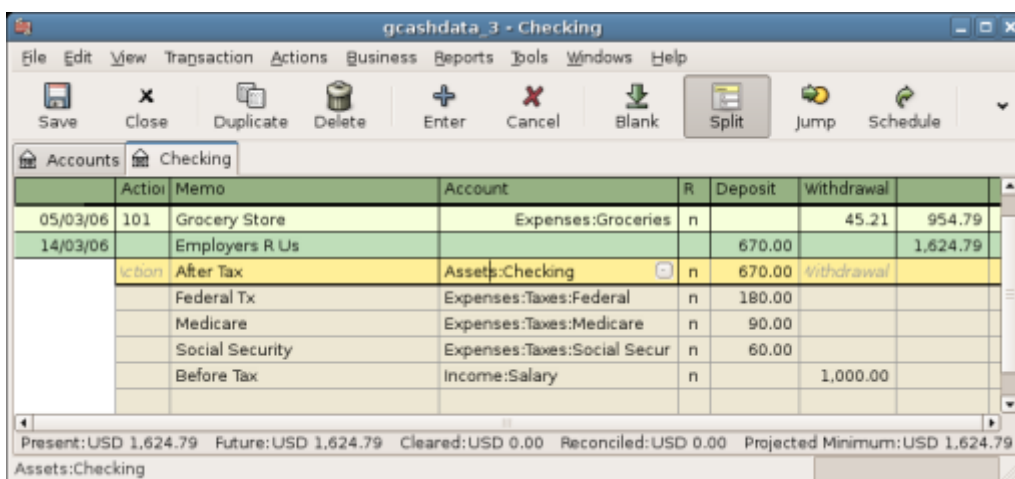 gcashdata_3 - Checking
File Edit View Transaction Actions Business Reports Tools Windows Help
Save Close Duplicate Delete Enter Cancel Blank Split Jump Schedule
Accounts Checking
Action Memo Account R Deposit Withdrawal
05/03/06 101 Grocery Store Expenses:Groceries n 45.21 954.79
14/03/06 Employers R Us 670.00 1,624.79
Action After Tax Assets:Checking n 670.00 Withdrawal
Federal Tx Expenses:Taxes:Federal n 180.00
Medicare Expenses:Taxes:Medicare n 90.00
Social Security Expenses:Taxes:Social Secur n 60.00
Before Tax Income:Salary n 1,000.00
Present:USD 1,624.79 Future:USD 1,624.79 Cleared:USD 0.00 Reconciled:USD 0.00 Projected Minimum:USD 1,624.79
Assets:Checking